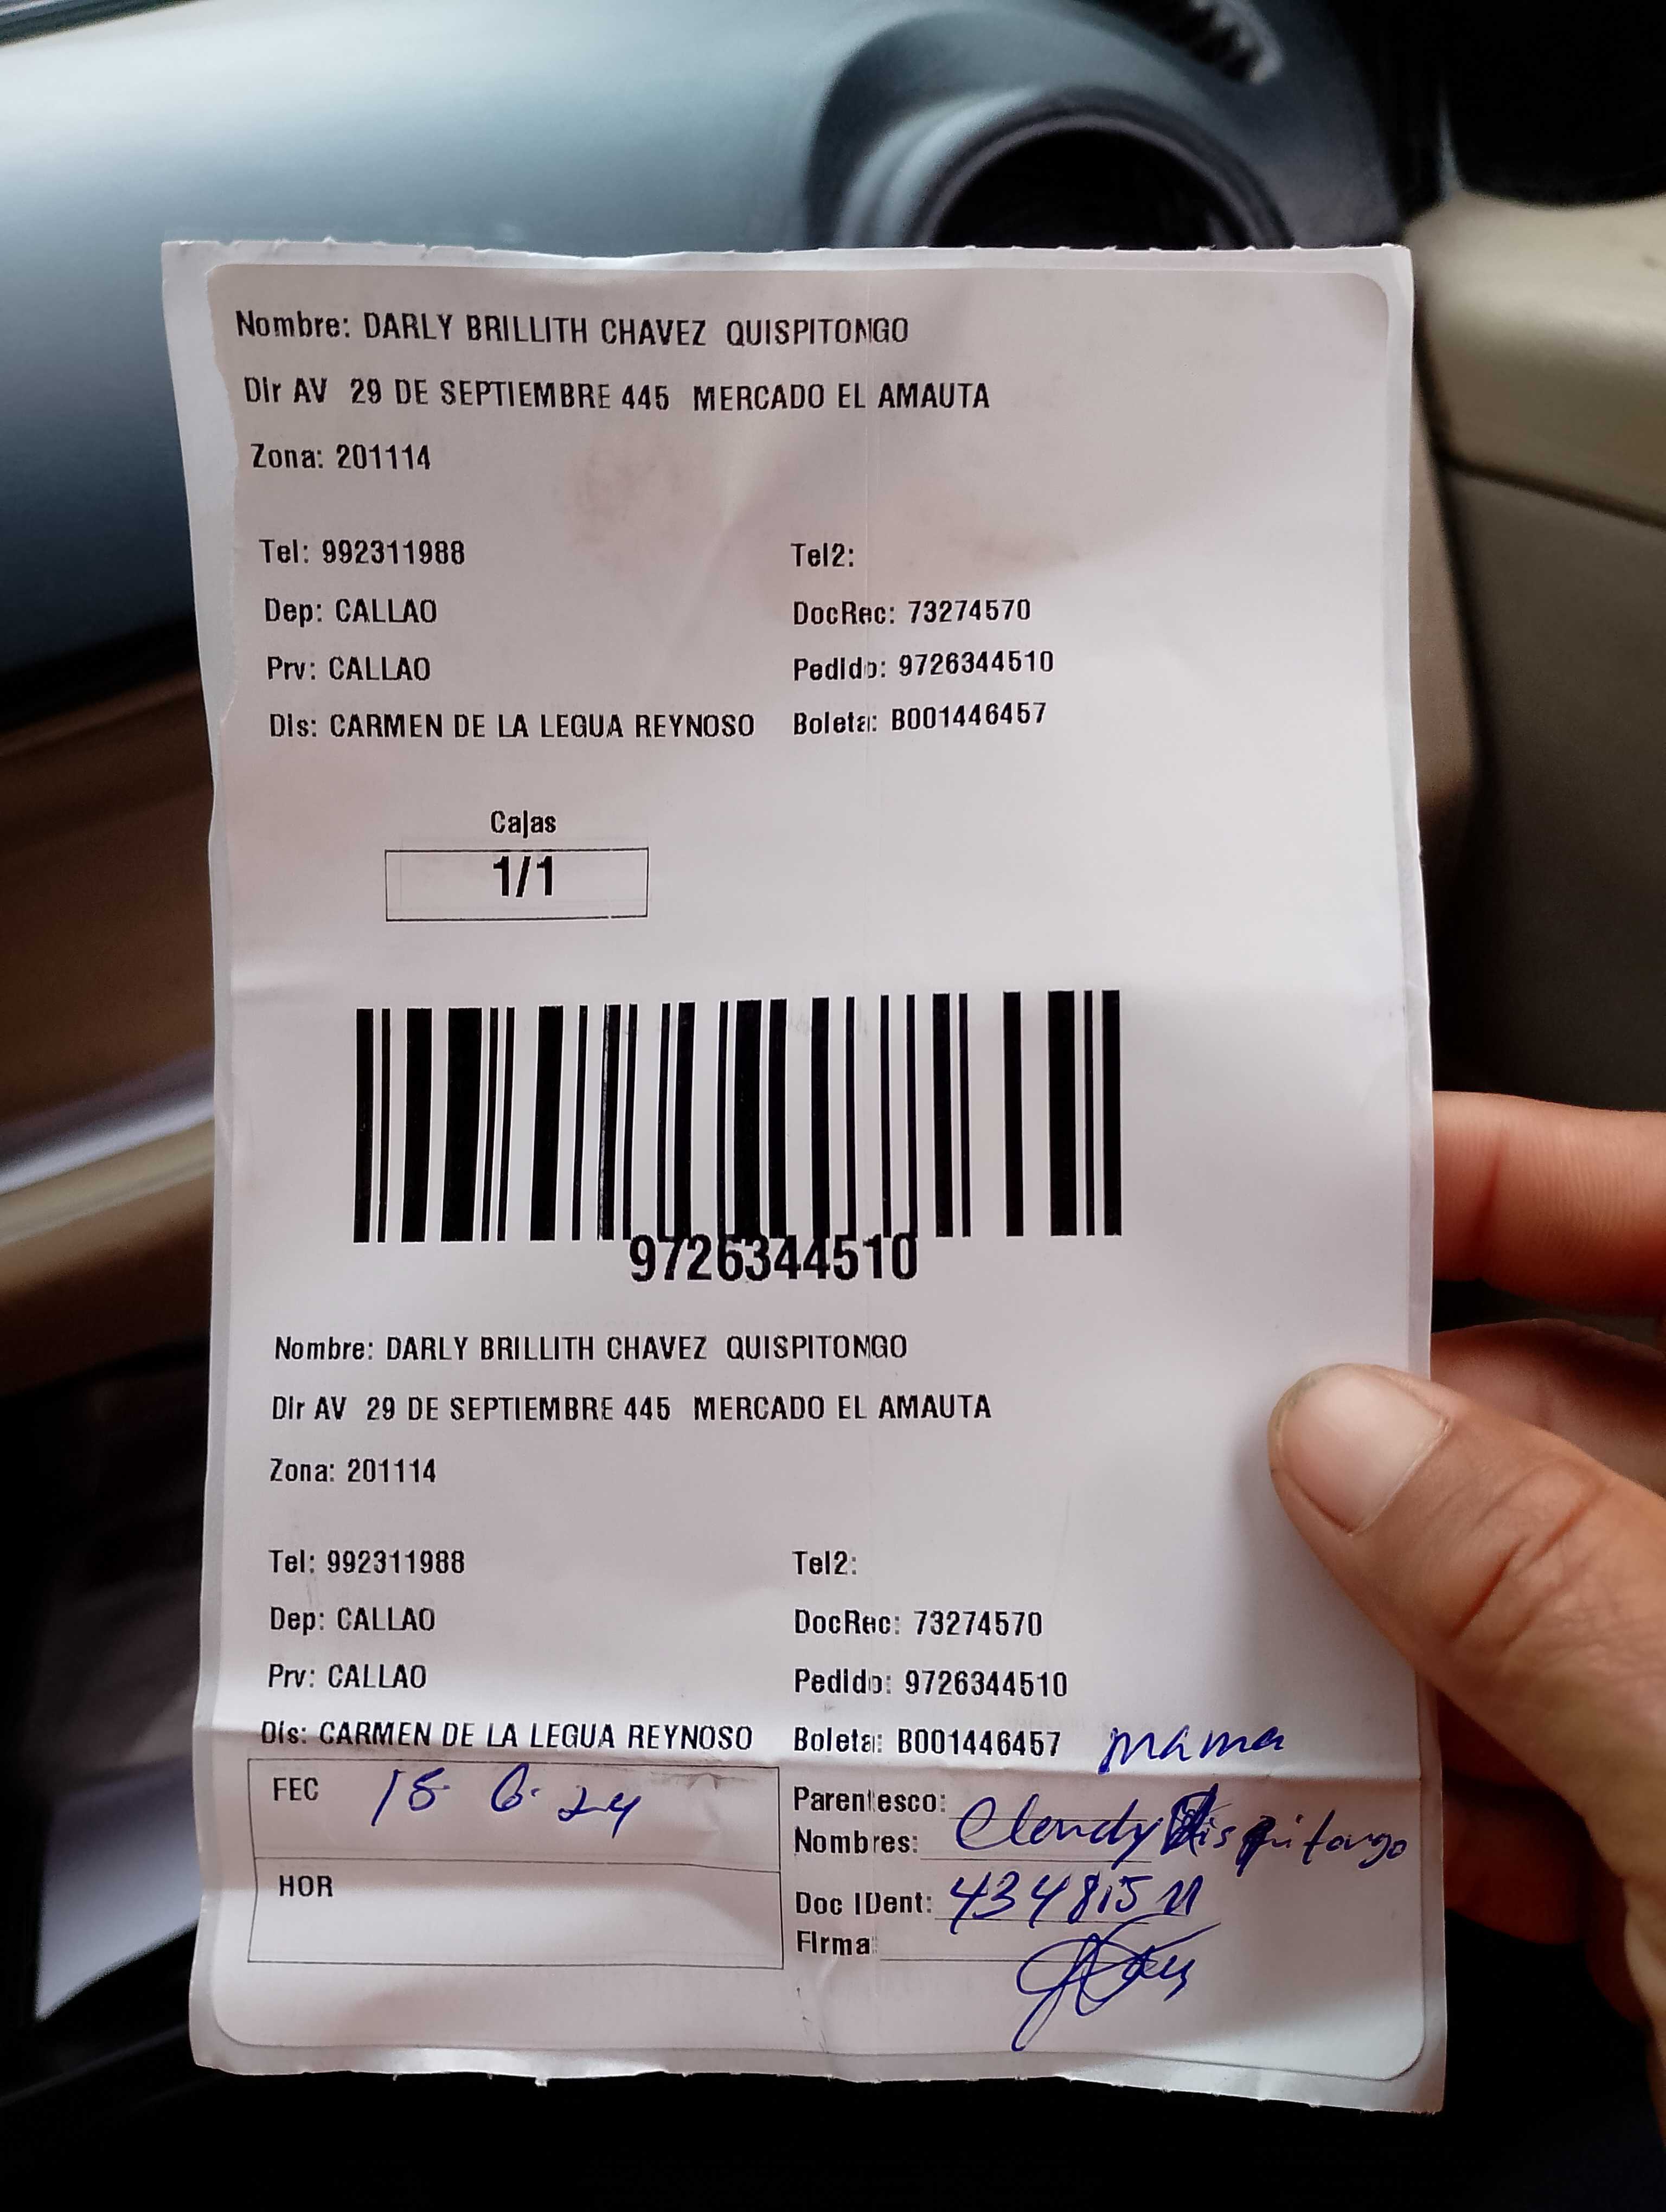 Nombre: DARLY BRILLITH CHAVEZ QUISPITONGO
Dir AV 29 DE SEPTIEMBRE 445 MERCADO EL AMAUTA
Zona: 201114
Tel: 992311988 Tel2:
Dep: CALLAO DocRec: 73274570
Prv: CALLAO Pedido: 9726344510
Dis: CARMEN DE LA LEGUA REYNOSO Boleta: B001446457
Cajas
1/1
9726344510
Nombre: DARLY BRILLITH CHAVEZ QUISPITONGO
Dir AV 29 DE SEPTIEMBRE 445 MERCADO EL AMAUTA
Zona: 201114
Tel: 992311988 Tel2:
Dep: CALLAO DocRec: 73274570
Prv: CALLAO Pedido: 9726344510
Dis: CARMEN DE LA LEGUA REYNOSO Boleta: B001446457 mama
FEC 6.24 Parentesco:
Nombres:
HOR Doc IDent:
Firma: